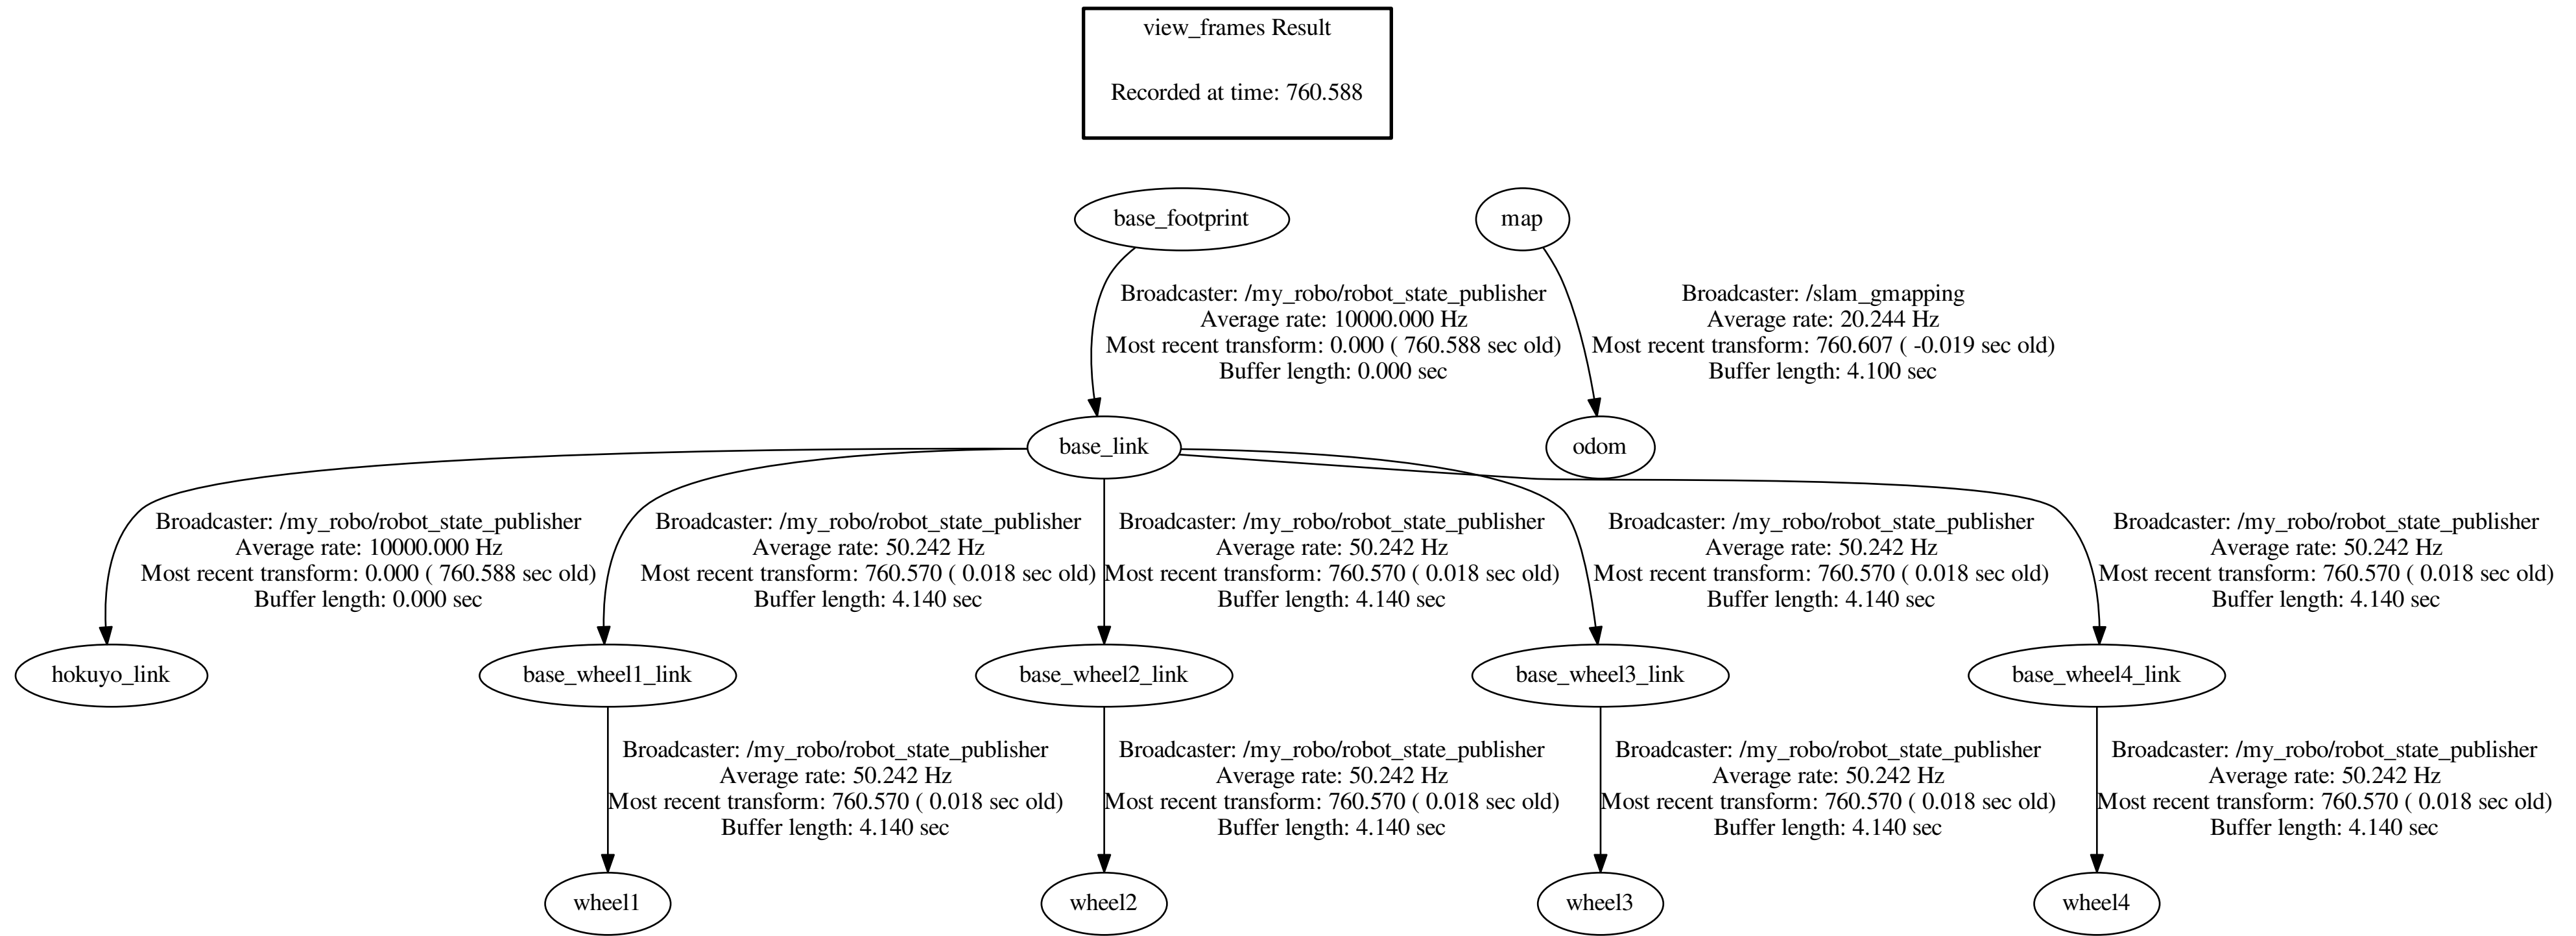 view_frames Result
Recorded at time: 760.588
base_footprint
map
Broadcaster: /my_robo/robot_state_publisher
Average rate: 10000.000 Hz
Most recent transform: 0.000 ( 760.588 sec old)
Buffer length: 0.000 sec
Broadcaster: /slam_gmapping
Average rate: 20.244 Hz
Most recent transform: 760.607 ( -0.019 sec old)
Buffer length: 4.100 sec
base_link
odom
Broadcaster: /my_robo/robot_state_publisher
Average rate: 10000.000 Hz
Most recent transform: 0.000 ( 760.588 sec old)
Buffer length: 0.000 sec
Broadcaster: /my_robo/robot_state_publisher
Average rate: 50.242 Hz
Most recent transform: 760.570 ( 0.018 sec old)
Buffer length: 4.140 sec
Broadcaster: /my_robo/robot_state_publisher
Average rate: 50.242 Hz
Most recent transform: 760.570 ( 0.018 sec old)
Buffer length: 4.140 sec
Broadcaster: /my_robo/robot_state_publisher
Average rate: 50.242 Hz
Most recent transform: 760.570 ( 0.018 sec old)
Buffer length: 4.140 sec
Broadcaster: /my_robo/robot_state_publisher
Average rate: 50.242 Hz
Most recent transform: 760.570 ( 0.018 sec old)
Buffer length: 4.140 sec
hokuyo_link
base_wheel1_link
base_wheel2_link
base_wheel3_link
base_wheel4_link
Broadcaster: /my_robo/robot_state_publisher
Average rate: 50.242 Hz
Most recent transform: 760.570 ( 0.018 sec old)
Buffer length: 4.140 sec
Broadcaster: /my_robo/robot_state_publisher
Average rate: 50.242 Hz
Most recent transform: 760.570 ( 0.018 sec old)
Buffer length: 4.140 sec
Broadcaster: /my_robo/robot_state_publisher
Average rate: 50.242 Hz
Most recent transform: 760.570 ( 0.018 sec old)
Buffer length: 4.140 sec
Broadcaster: /my_robo/robot_state_publisher
Average rate: 50.242 Hz
Most recent transform: 760.570 ( 0.018 sec old)
Buffer length: 4.140 sec
wheel1
wheel2
wheel3
wheel4